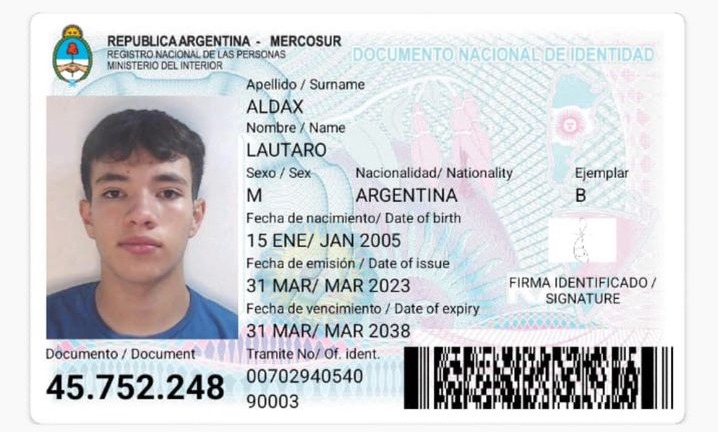 REPUBLICA ARGENTINA - MERCOSUR
REGISTRO NACIONAL DE LAS PERSONAS
MINISTERIO DEL INTERIOR
DOCUMENTO NACIONAL DE IDENTIDAD
Apellido / Surname
ALDAX
Nombre / Name
LAUTARO
Sexo / Sex Nacionalidad/ Nationality Ejemplar
M ARGENTINA B
Fecha de nacimiento/ Date of birth
15 ENE/ JAN 2005
Fecha de emisión / Date of issue
31 MAR/ MAR 2023
FIRMA IDENTIFICADO /
SIGNATURE
Fecha de vencimiento / Date of expiry
31 MAR/ MAR 2038
Documento / Document
45.752.248
Tramite No/ Of. ident.
00702940540
90003